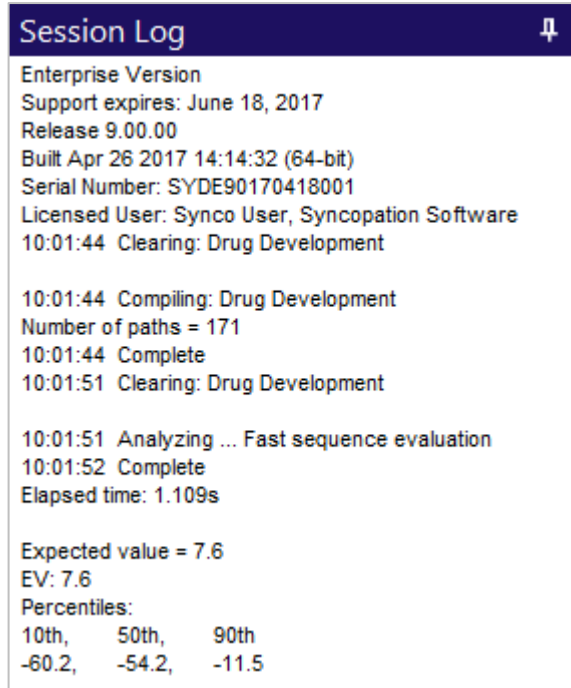 Session Log
Enterprise Version
Support expires: June 18, 2017
Release 9.00.00
Built Apr 26 2017 14:14:32 (64-bit)
Serial Number: SYDE90170418001
Licensed User: Synco User, Syncopation Software
10:01:44 Clearing: Drug Development
10:01:44 Compiling: Drug Development
Number of paths = 171
10:01:44 Complete
10:01:51 Clearing: Drug Development
10:01:51 Analyzing ... Fast sequence evaluation
10:01:52 Complete
Elapsed time: 1.109s
Expected value = 7.6
EV: 7.6
Percentiles:
10th, 50th, 90th
-60.2, -54.2, -11.5